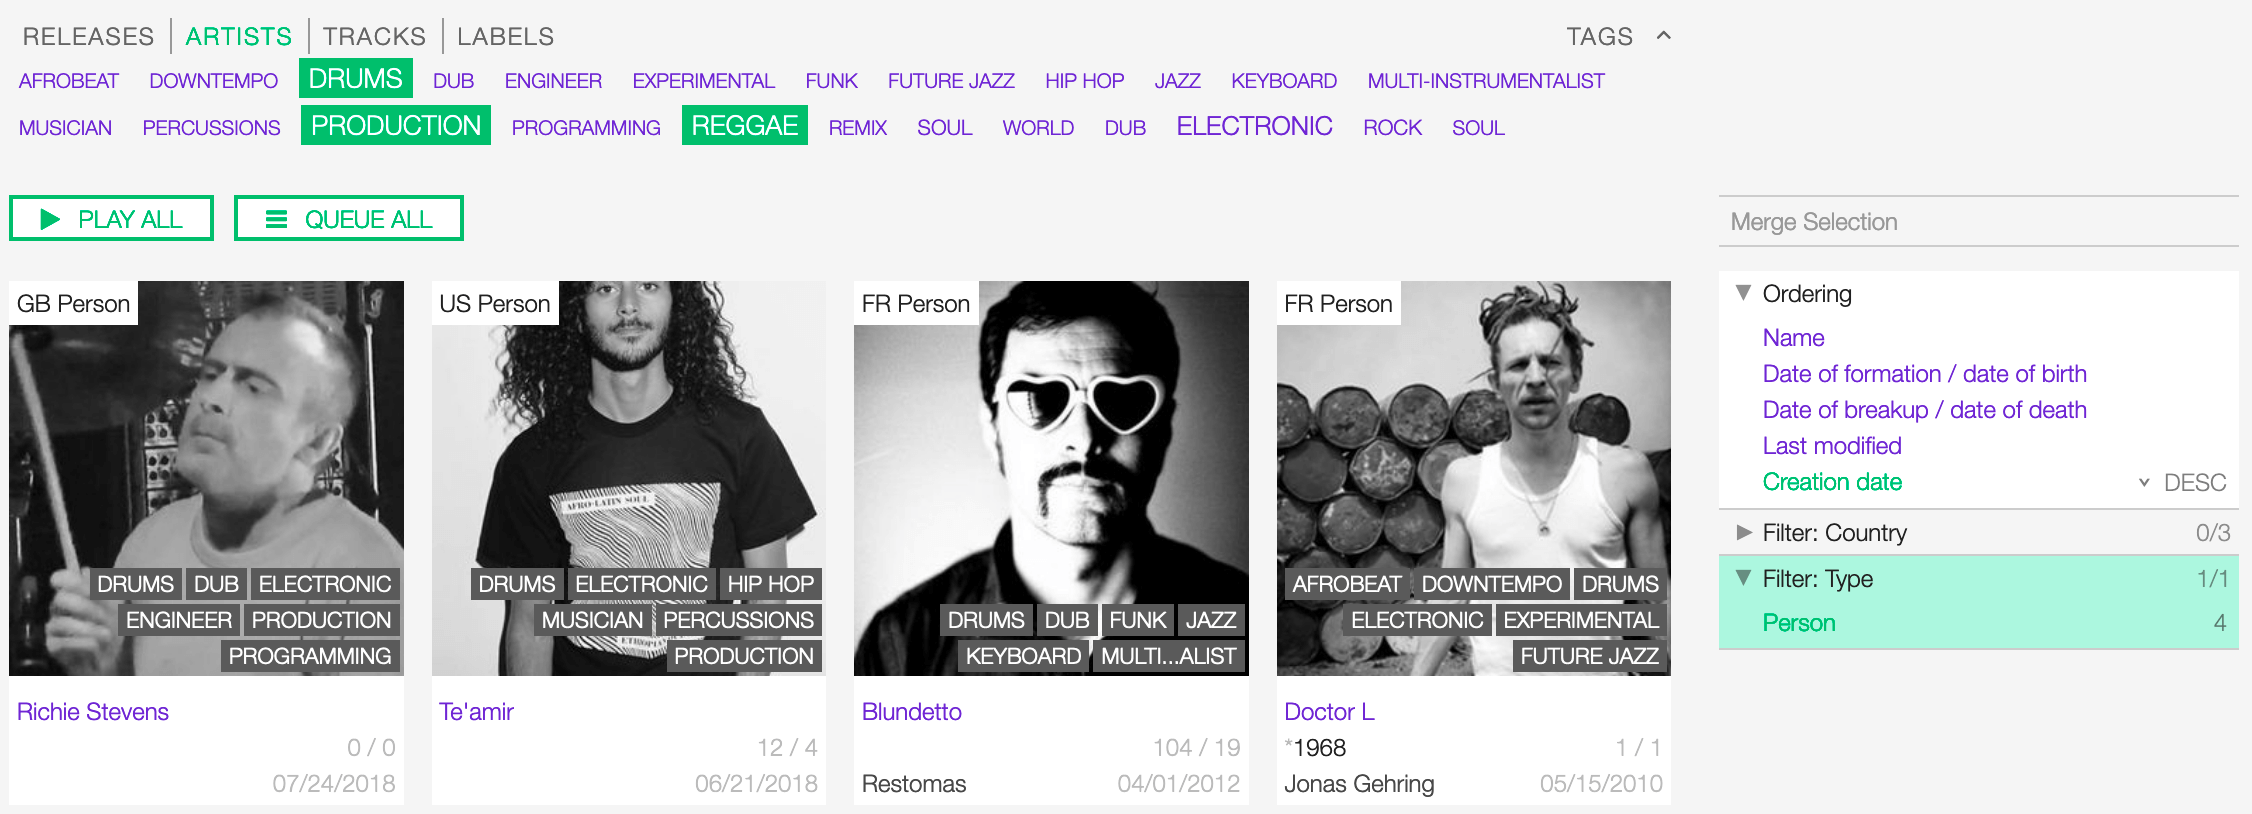 RELEASES ARTISTS TRACKS LABELS TAGS
AFROBEAT DOWNTEMPO DRUMS DUB ENGINEER EXPERIMENTAL FUNK FUTURE JAZZ HIP HOP JAZZ KEYBOARD MULTI-INSTRUMENTALIST
MUSICIAN PERCUSSIONS PRODUCTION PROGRAMMING REGGAE REMIX SOUL WORLD DUB ELECTRONIC ROCK SOUL
PLAY ALL QUEUE ALL
GB Person
DRUMS DUB ELECTRONIC
ENGINEER PRODUCTION
PROGRAMMING
Richie Stevens
0 / 0
07/24/2018
US Person
AFRO-LATIN SOUL
DRUMS ELECTRONIC HIP HOP
MUSICIAN PERCUSSIONS
PRODUCTION
Te'amir
12 / 4
06/21/2018
FR Person
DRUMS DUB FUNK JAZZ
KEYBOARD MULTI...ALIST
Blundetto
104 / 19
Restomas 04/01/2012
FR Person
AFROBEAT DOWNTEMPO DRUMS
ELECTRONIC EXPERIMENTAL
FUTURE JAZZ
Doctor L
*1968 1 / 1
Jonas Gehring 05/15/2010
Merge Selection
Ordering
Name
Date of formation / date of birth
Date of breakup / date of death
Last modified
Creation date DESC
Filter: Country 0/3
Filter: Type 1/1
Person 4